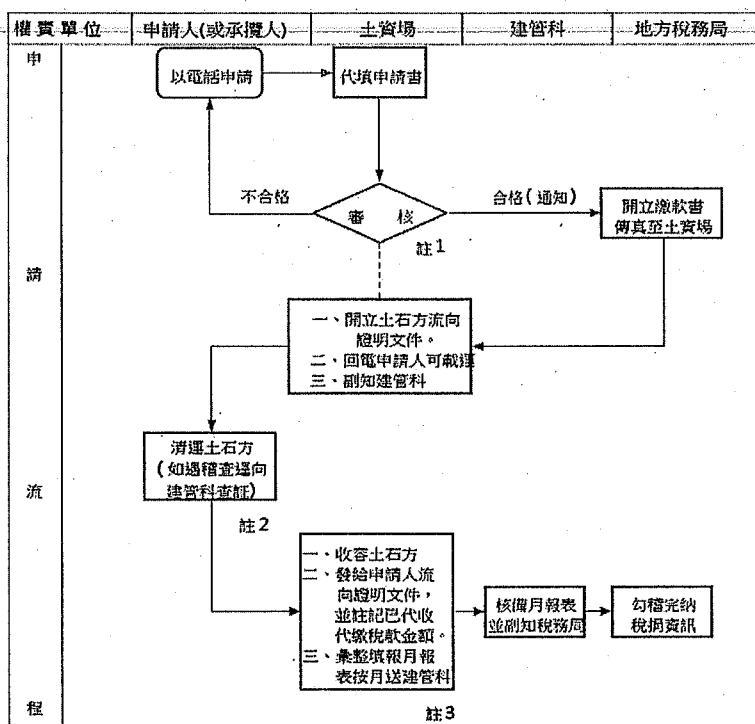 權責單位 申請人(或承攬人) 土資場 建管科 地方稅務局
申
請
流
程
以電話申請
代填申請書
不合格
審 核
合格(通知)
註1
開立繳款書
傳真至土資場
一、開立土石方流向
證明文件。
二、回電申請人可載運
三、副知建管科
清運土石方
(如遇稽查逕向
建管科查証)
註2
一、收容土石方
二、發給申請人流
向證明文件,
並註記已代收
代繳稅款金額。
三、彙整填報月報
表按月送建管科
註3
核備月報表
並副知稅務局
勾稽完納
稅捐資訊